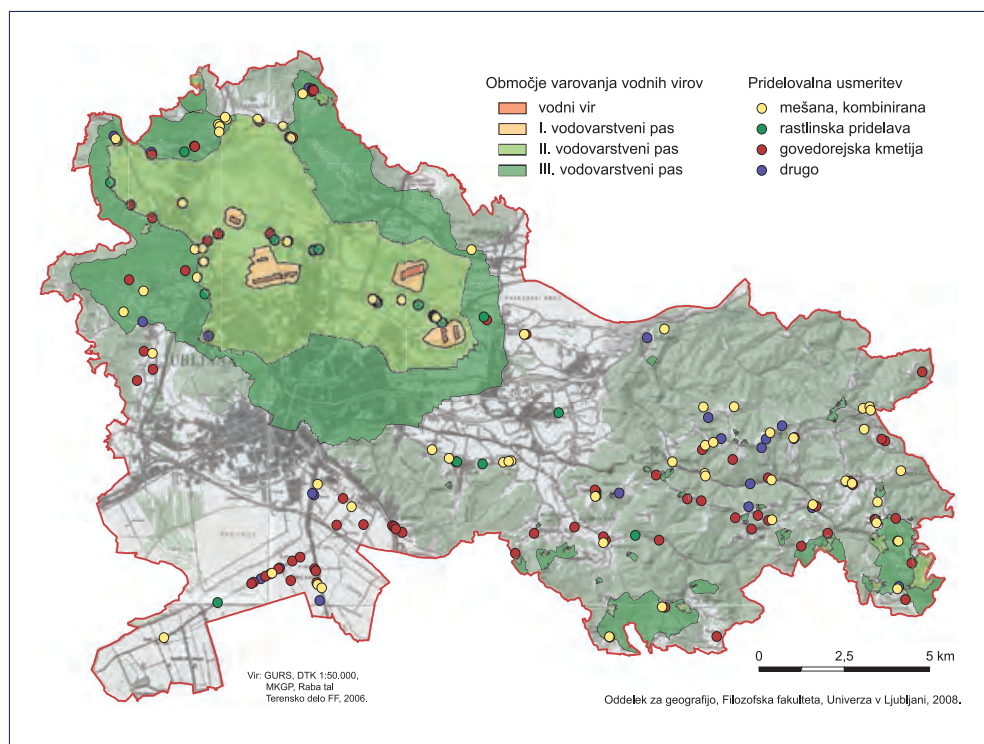 Območje varovanja vodnih virov
vodni vir
I. vodovarstveni pas
II. vodovarstveni pas
III. vodovarstveni pas
Pridelovalna usmeritev
mešana, kombinirana
rastlinska pridelava
govedorejska kmetija
drugo
0 2,5 5 km
Vir: GURS, DTK 1:50.000,
MKGP, Raba tal
Terensko delo FF, 2006.
Oddelek za geografijo, Filozofska fakulteta, Univerza v Ljubljani, 2008.